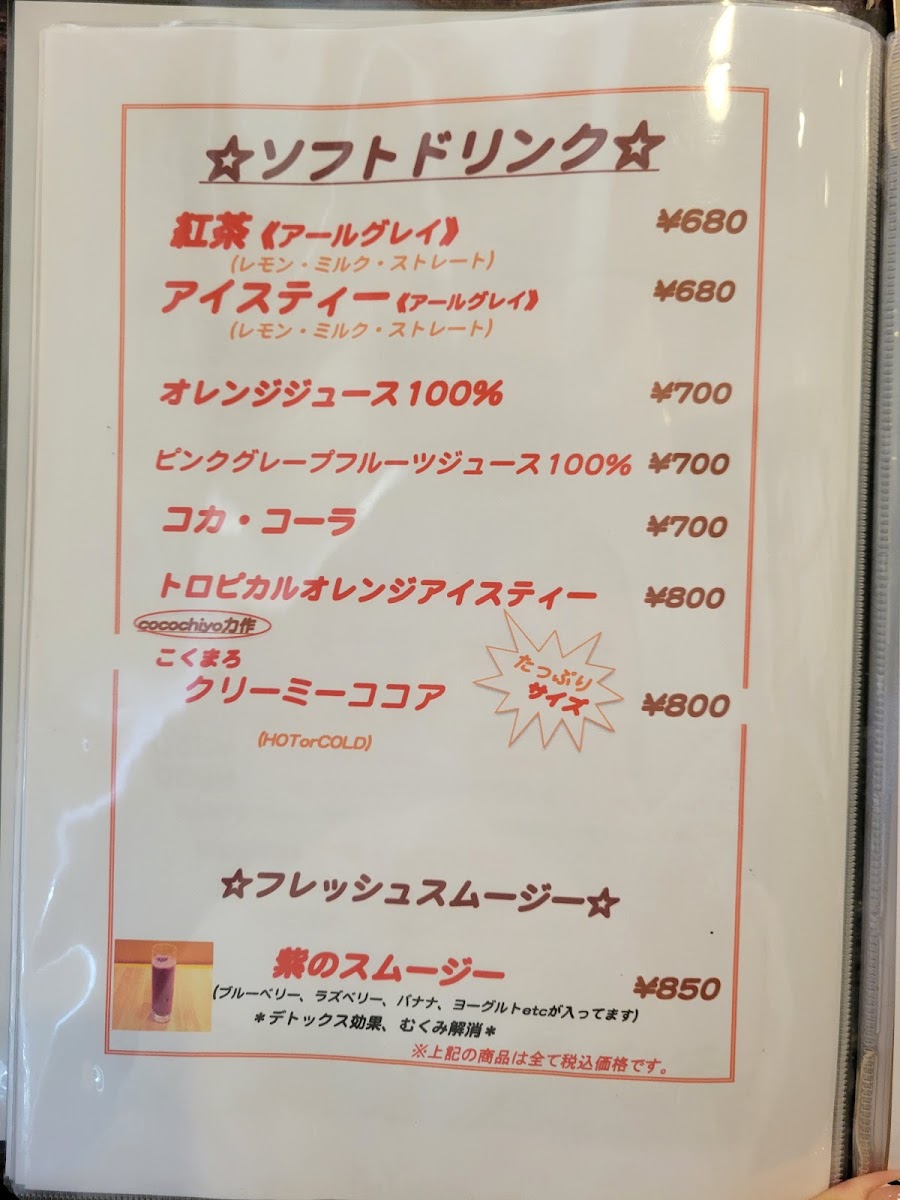 ☆ソフトドリンク☆
紅茶《アールグレイ》 ¥680
(レモン・ミルク・ストレート)
アイスティー《アールグレイ》 ¥680
(レモン・ミルク・ストレート)
オレンジジュース100% ¥700
ピンクグレープフルーツジュース100% ¥700
コカ・コーラ ¥700
トロピカルオレンジアイスティー ¥800
cocochiyo力作
こくまろ
クリーミーココア ¥800
たっぷり
サイズ
(HOTorCOLD)
☆フレッシュスムージー☆
紫のスムージー ¥850
(ブルーベリー、ラズベリー、バナナ、ヨーグルトetcが入ってます)
*デトックス効果、むくみ解消*
※上記の商品は全て税込価格です。